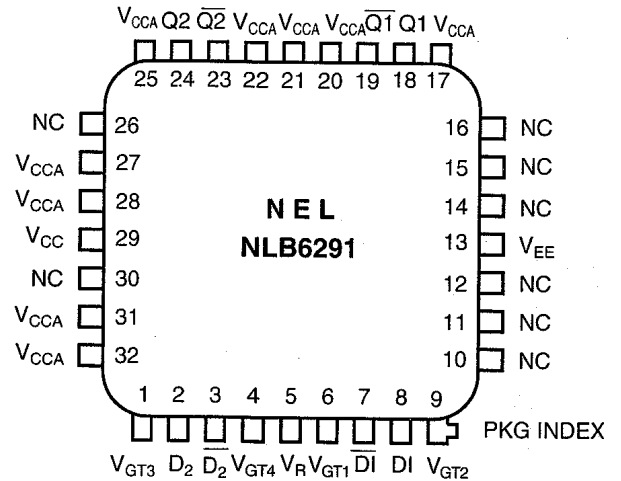 V_CCA Q2 Q̅2̅ V_CCA V_CCA V_CCA Q̅1̅ Q1 V_CCA
25 24 23 22 21 20 19 18 17
NC 26
V_CCA 27
V_CCA 28
V_CC 29
NC 30
V_CCA 31
V_CCA 32
N E L
NLB6291
16 NC
15 NC
14 NC
13 V_EE
12 NC
11 NC
10 NC
1 2 3 4 5 6 7 8 9
PKG INDEX
V_GT3 D_2 D̅_2̅ V_GT4 V_R V_GT1 D̅I̅ DI V_GT2